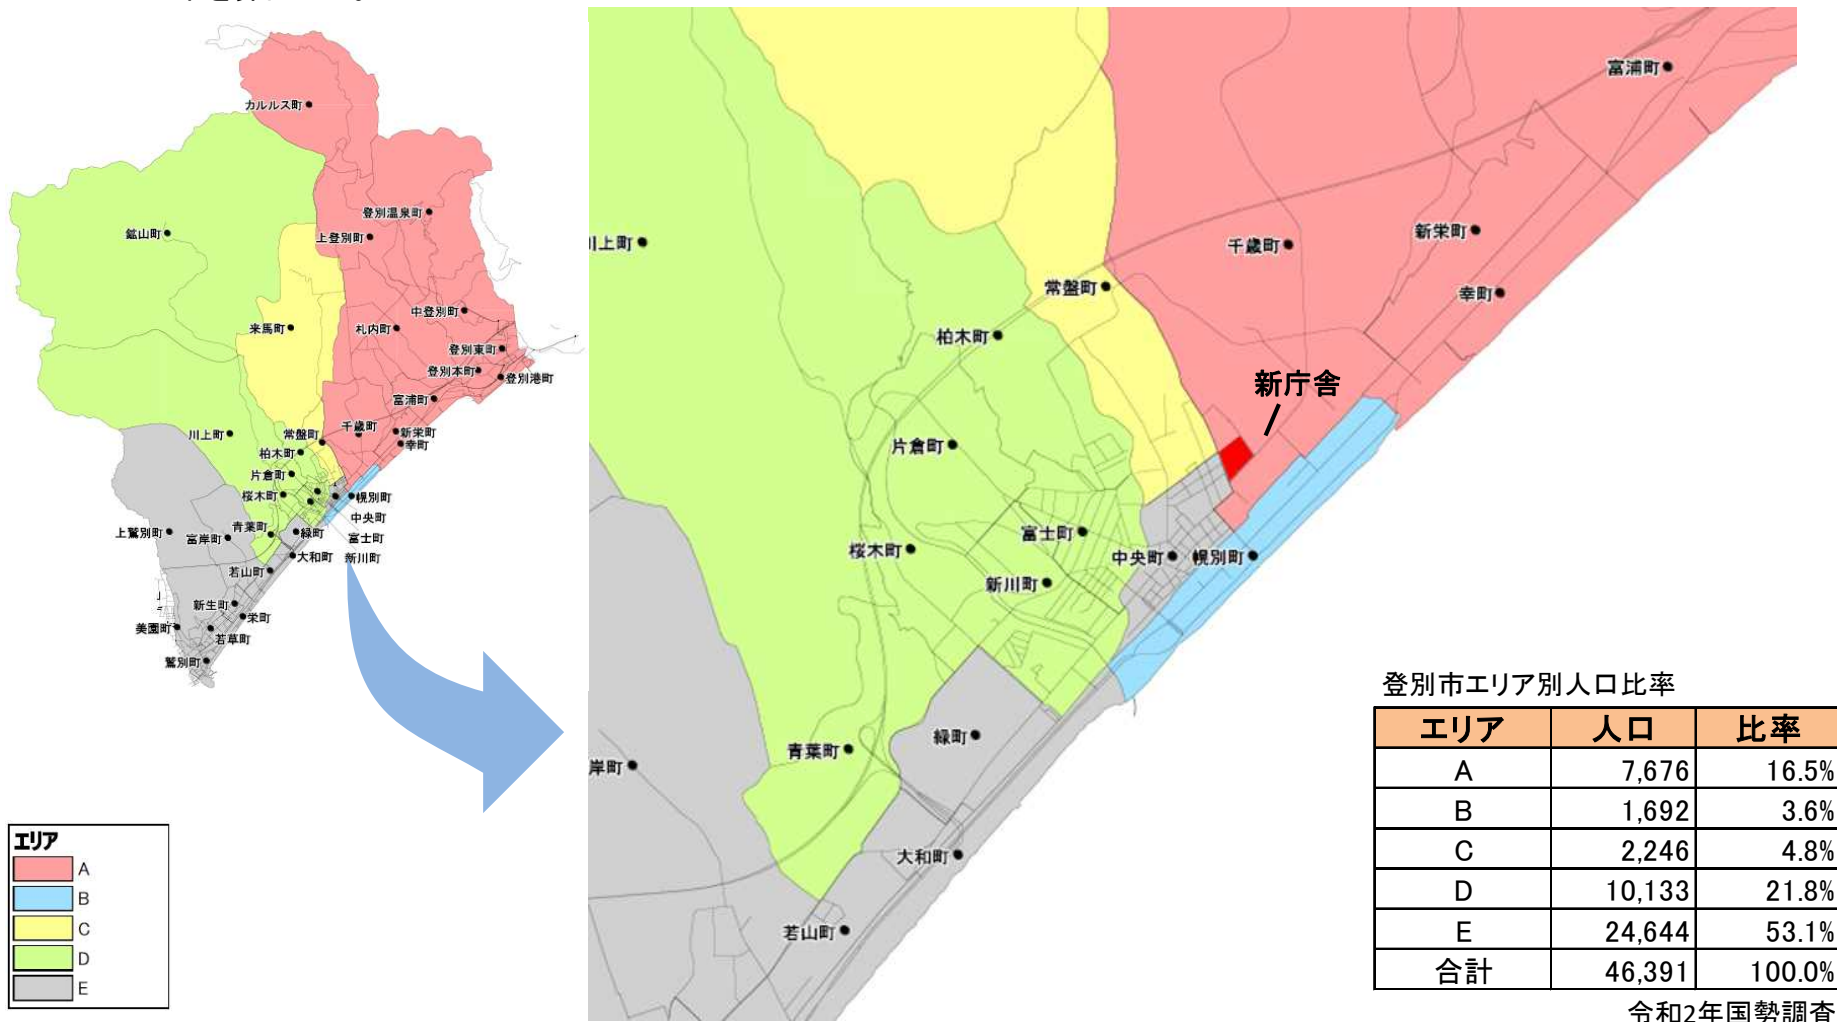 カルルス町
登別温泉町
鉱山町
上登別町
中登別町
来馬町
札内町
登別東町
登別本町
登別港町
富浦町
川上町
常盤町
千歳町
新栄町
幸町
柏木町
片倉町
桜木町
幌別町
中央町
上鷲別町
富岸町
青葉町
緑町
富士町
大和町
新川町
若山町
新生町
栄町
美園町
若草町
鷲別町
エリア
A
B
C
D
E
富浦町
川上町
千歳町
新栄町
常盤町
幸町
柏木町
新庁舎
片倉町
富士町
桜木町
中央町
幌別町
新川町
緑町
青葉町
岸町
大和町
若山町
登別市エリア別人口比率
エリア 人口 比率
A 7,676 16.5%
B 1,692 3.6%
C 2,246 4.8%
D 10,133 21.8%
E 24,644 53.1%
合計 46,391 100.0%
令和2年国勢調査